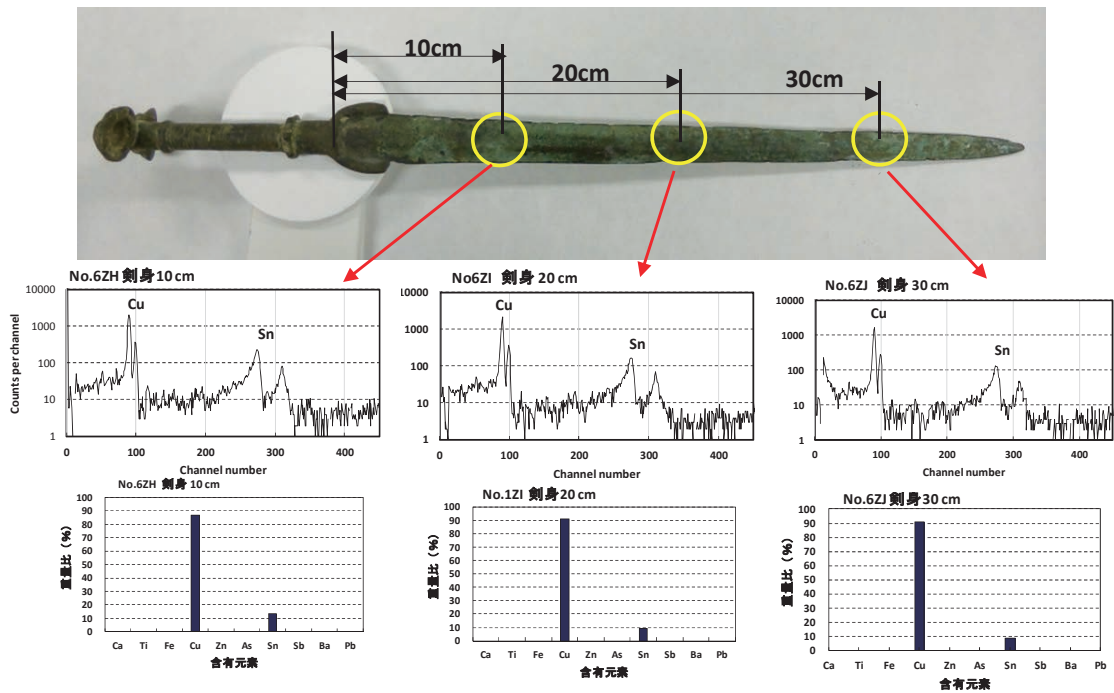 10cm
20cm
30cm
No.6ZH 剣身10 cm
10000
1000
100
10
1
Counts per channel
Cu
Sn
0 100 200 300 400
Channel number
No6ZI 剣身 20 cm
10000
1000
100
10
1
Cu
Sn
0 100 200 300 400
Channel number
No.6ZJ 剣身 30 cm
10000
1000
100
10
1
Cu
Sn
0 100 200 300 400
Channel number
No.6ZH 剣身 10 cm
100
90
80
70
60
50
40
30
20
10
0
重量比（%）
Ca Ti Fe Cu Zn As Sn Sb Ba Pb
含有元素
No.1ZI 剣身20 cm
100
90
80
70
60
50
40
30
20
10
0
重量比（%）
Ca Ti Fe Cu Zn As Sn Sb Ba Pb
含有元素
No.6ZJ 剣身30 cm
100
90
80
70
60
50
40
30
20
10
0
重量比（%）
Ca Ti Fe Cu Zn As Sn Sb Ba Pb
含有元素